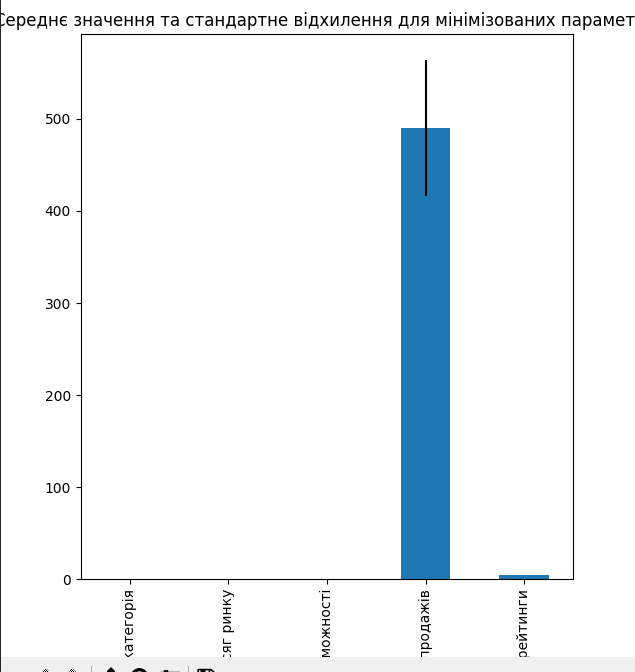 Середнє значення та стандартне відхилення для мінімізованих парамет
500
400
300
200
100
0
категорія
сяг ринку
можності
продажів
рейтинги